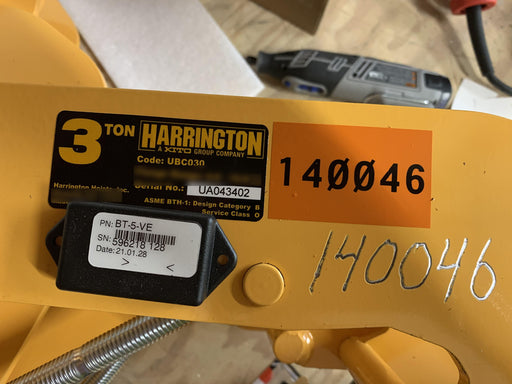 3 TON
HARRINGTON
A KITO GROUP COMPANY
Code: UBC030
Serial No.: UA043402
Harrington Hoists, Inc.
ASME BTH-1: Design Category B
Service Class 0
140046
PN: BT-5-VE
SN: 596218 128
Date: 21.01.28
> <
140046